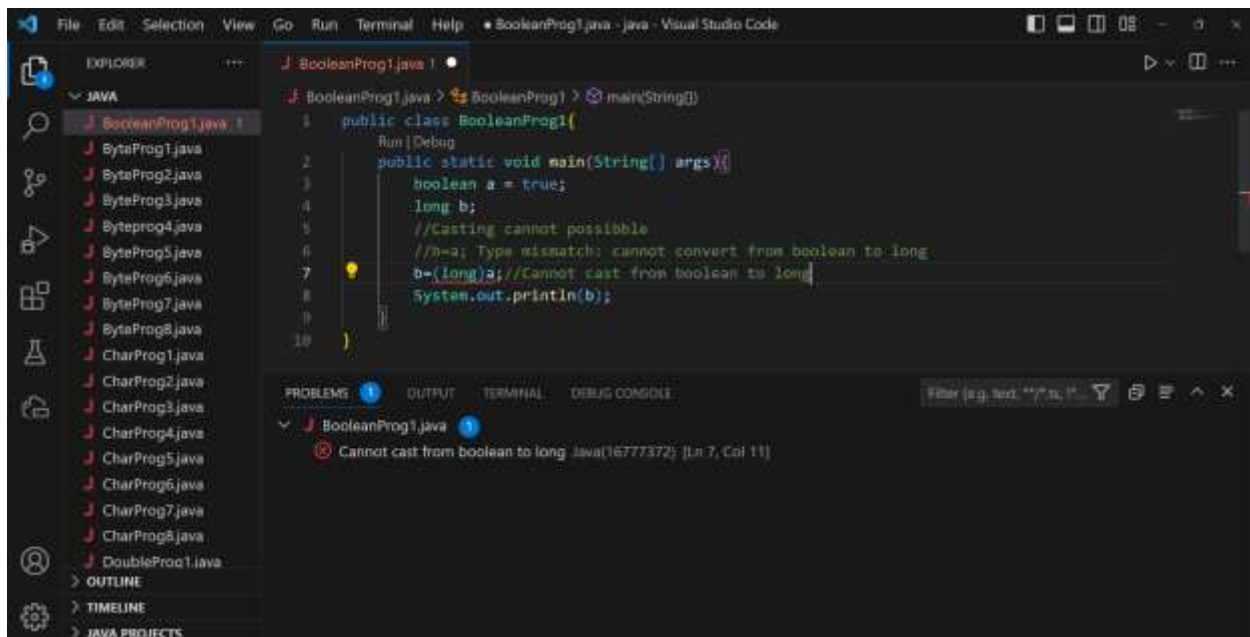 File Edit Selection View Go Run Terminal Help ● BooleanProg1.java - java - Visual Studio Code
EXPLORER ···
JAVA
J BooleanProg1.java 1
J ByteProg1.java
J ByteProg2.java
J ByteProg3.java
J Byteprog4.java
J ByteProg5.java
J ByteProg6.java
J ByteProg7.java
J ByteProg8.java
J CharProg1.java
J CharProg2.java
J CharProg3.java
J CharProg4.java
J CharProg5.java
J CharProg6.java
J CharProg7.java
J CharProg8.java
J DoubleProg1.java
OUTLINE
TIMELINE
JAVA PROJECTS
J BooleanProg1.java 1 ●
J BooleanProg1.java > BooleanProg1 > main(String[])
1 public class BooleanProg1{
Run | Debug
2 public static void main(String[] args){
3 boolean a = true;
4 long b;
5 //Casting cannot possibble
6 //b=a; Type mismatch: cannot convert from boolean to long
7 b=(long)a;//Cannot cast from boolean to long
8 System.out.println(b);
9 }
10 }
PROBLEMS 1 OUTPUT TERMINAL DEBUG CONSOLE
Filter (e.g. text,
J BooleanProg1.java 1
Cannot cast from boolean to long Java(16777372) [Ln 7, Col 11]